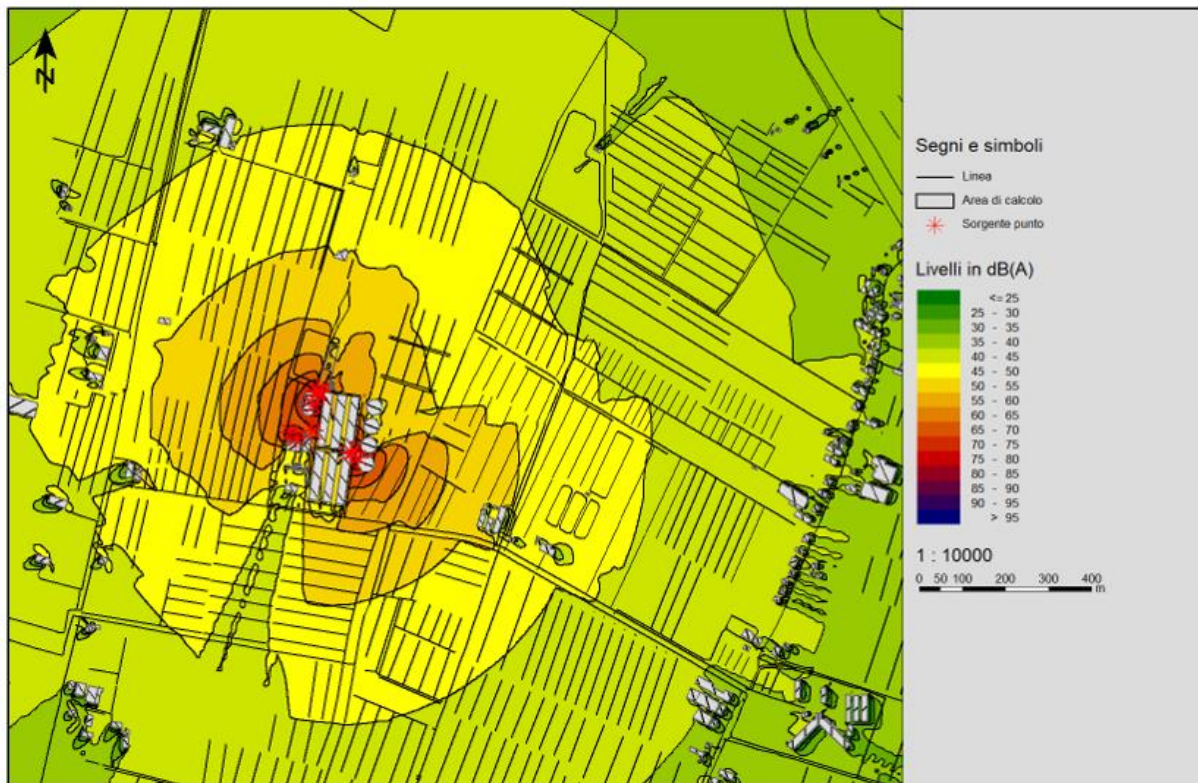 N
Segni e simboli
Linea
Area di calcolo
Sorgente punto
Livelli in dB(A)
<= 25
25 - 30
30 - 35
35 - 40
40 - 45
45 - 50
50 - 55
55 - 60
60 - 65
65 - 70
70 - 75
75 - 80
80 - 85
85 - 90
90 - 95
> 95
1 : 10000
0 50 100 200 300 400
m